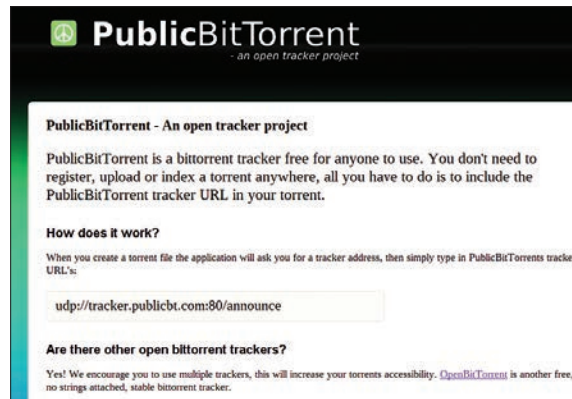 PublicBitTorrent
- an open tracker project
PublicBitTorrent - An open tracker project
PublicBitTorrent is a bittorrent tracker free for anyone to use. You don't need to
register, upload or index a torrent anywhere, all you have to do is to include the
PublicBitTorrent tracker URL in your torrent.
How does it work?
When you create a torrent file the application will ask you for a tracker address, then simply type in PublicBitTorrents tracke
URL's:
udp://tracker.publicbt.com:80/announce
Are there other open bittorrent trackers?
Yes! We encourage you to use multiple trackers, this will increase your torrents accessibility. OpenBitTorrent is another free,
no strings attached, stable bittorrent tracker.